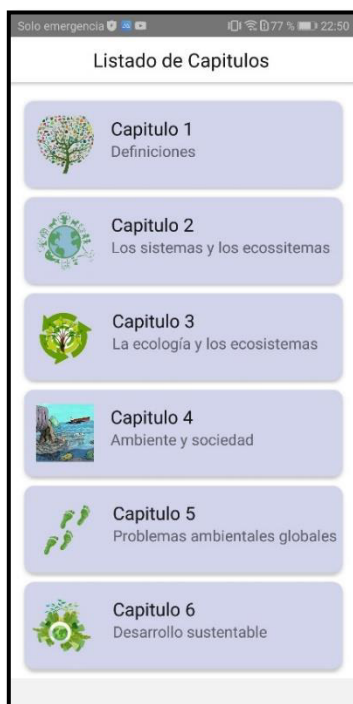 Solo emergencia 77 % 22:50
Listado de Capitulos
Capitulo 1
Definiciones
Capitulo 2
Los sistemas y los ecossitemas
Capitulo 3
La ecología y los ecosistemas
Capitulo 4
Ambiente y sociedad
Capitulo 5
Problemas ambientales globales
Capitulo 6
Desarrollo sustentable